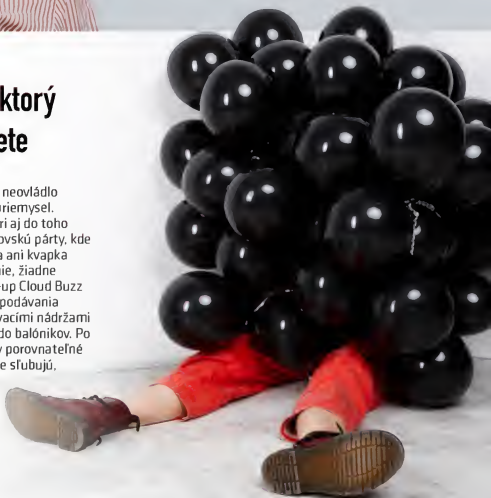 ktorý
ete
neovládlo
riemysel.
ri aj do toho
ovskú párty, kde
a ani kvapka
ie, žiadne
-up Cloud Buzz
podávania
vacími nádržami
do balónikov. Po
v porovnateľné
e sľubujú,